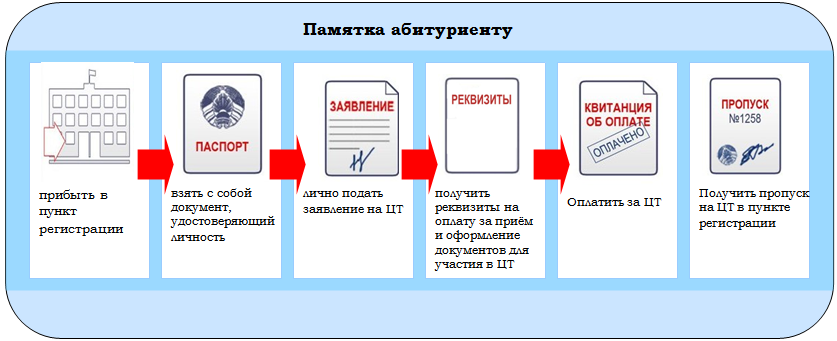 Памятка абитуриенту
прибыть в
пункт
регистрации
ПАСПОРТ
взять с собой
документ,
удостоверяющий
личность
ЗАЯВЛЕНИЕ
лично подать
заявление на ЦТ
РЕКВИЗИТЫ
получить
реквизиты на
оплату за приём
и оформление
документов для
участия в ЦТ
КВИТАНЦИЯ
ОБ ОПЛАТЕ
ОПЛАЧЕНО
Оплатить за ЦТ
ПРОПУСК
№1258
Получить пропуск
на ЦТ в пункте
регистрации